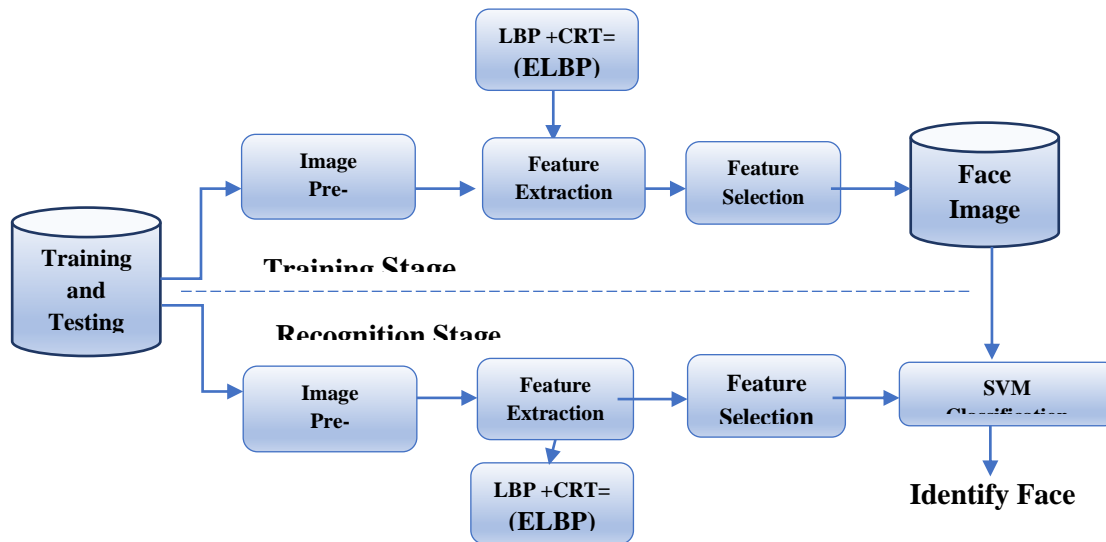 LBP +CRT=
(ELBP)
Image
Pre-
Feature
Extraction
Feature
Selection
Face
Image
Training
and
Testing
Training Stage
Recognition Stage
Image
Pre-
Feature
Extraction
Feature
Selection
SVM
Classification
LBP +CRT=
(ELBP)
Identify Face